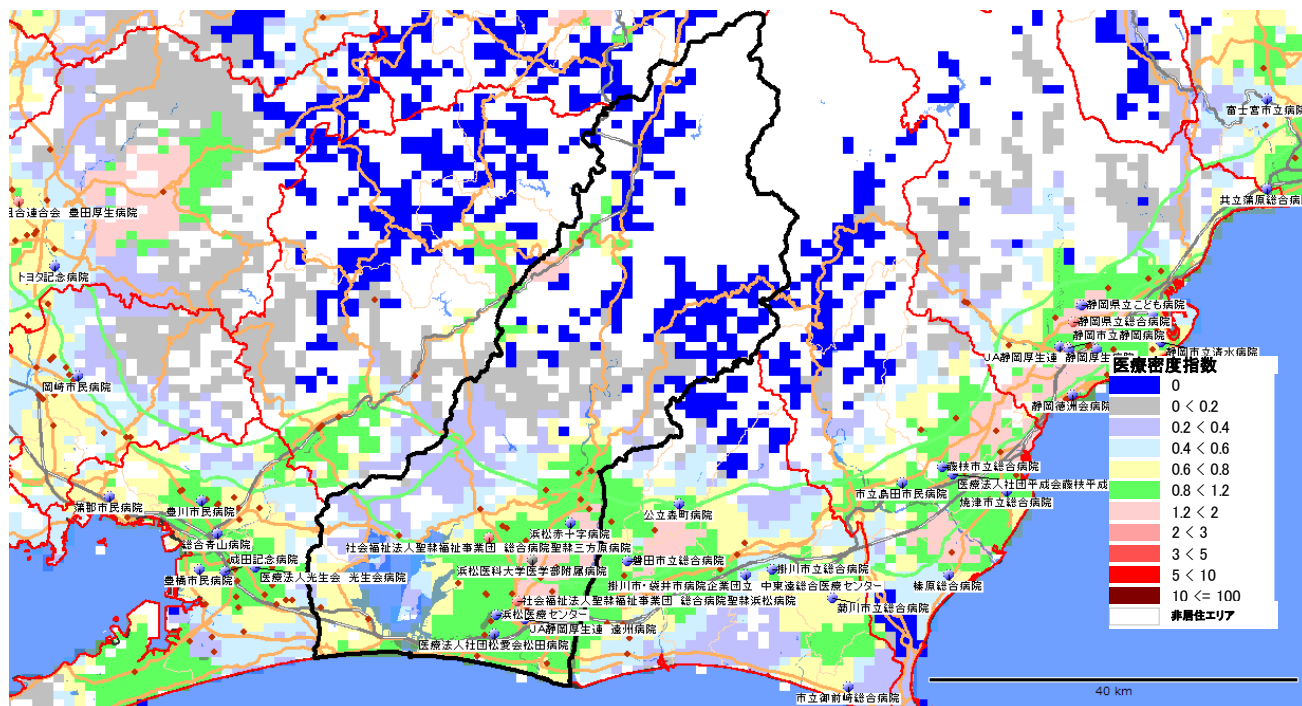 富士宮市立病院
共立蒲原総合病
組合連合会 豊田厚生病院
トヨタ記念病院
静岡県立こども病院
静岡県立総合病院
静岡市立静岡病院
静岡市立清水病院
JA静岡厚生連 静岡厚生病院
岡崎市民病院
静岡徳洲会病院
医療密度指数
0
0 < 0.2
0.2 < 0.4
0.4 < 0.6
0.6 < 0.8
0.8 < 1.2
1.2 < 2
2 < 3
3 < 5
5 < 10
10 <= 100
非居住エリア
藤枝市立総合病院
医療法人社団平成会藤枝平成
市立島田市民病院
焼津市立総合病院
蒲郡市民病院
豊川市民病院
公立森町病院
浜松赤十字病院
総合青山病院
社会福祉法人聖隷福祉事業団 総合病院聖隷三方原病院
成田記念病院
磐田市立総合病院
豊橋市民病院
医療法人光生会 光生会病院
浜松医科大学医学部附属病院
掛川市立総合病院
掛川市・袋井市病院企業団立 中東遠総合医療センター
榛原総合病院
社会福祉法人聖隷福祉事業団 総合病院聖隷浜松病院
菊川市立総合病院
浜松医療センター
JA静岡厚生連 遠州病院
医療法人社団松愛会松田病院
市立御前崎総合病院
40 km